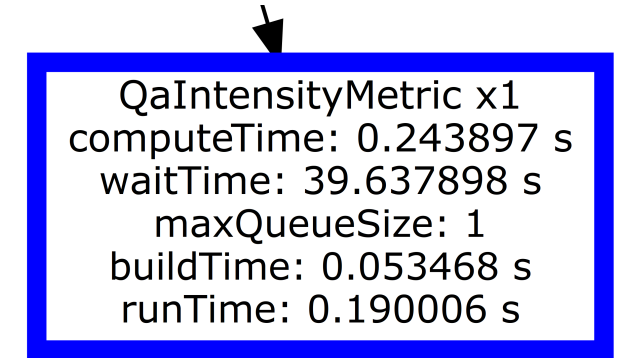 QaIntensityMetric x1
computeTime: 0.243897 s
waitTime: 39.637898 s
maxQueueSize: 1
buildTime: 0.053468 s
runTime: 0.190006 s